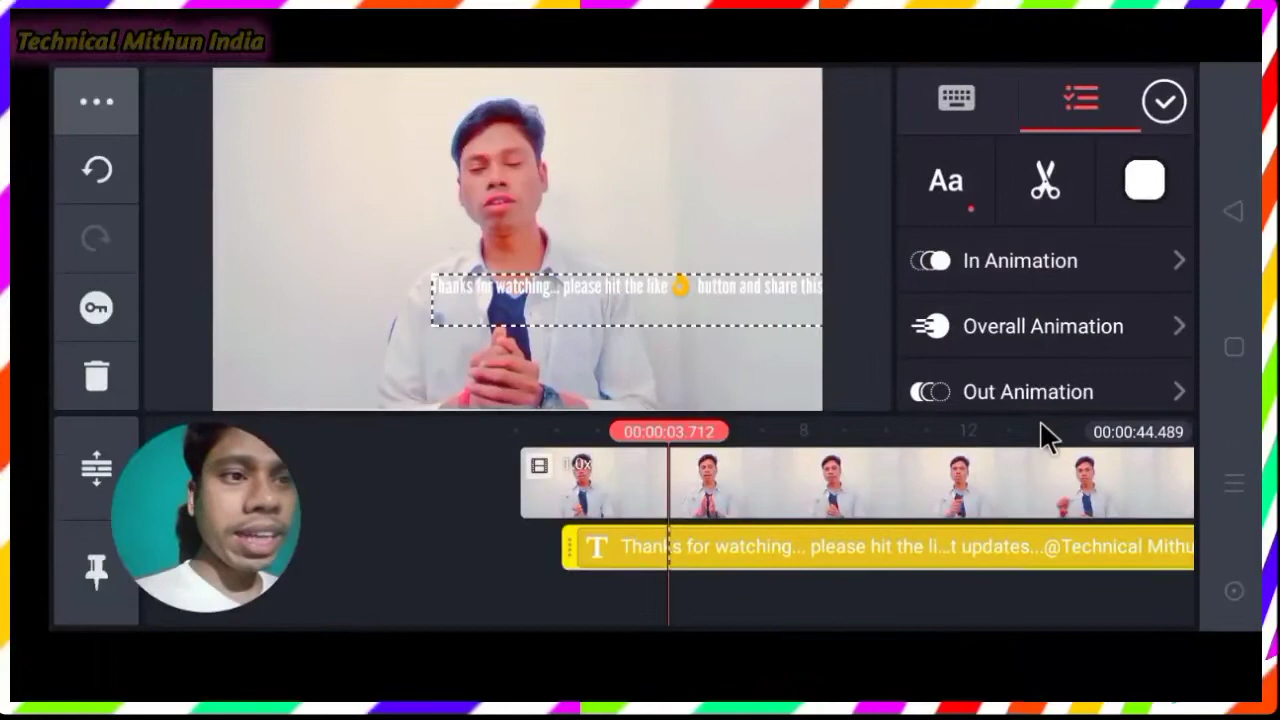 Technical Mithun India
Thanks for watching... please hit the like 👌 button and share this
Aa
In Animation
Overall Animation
Out Animation
00:00:03.712
8
12
00:00:44.489
1.0x
T Thanks for watching... please hit the li...t updates...@Technical Mithu